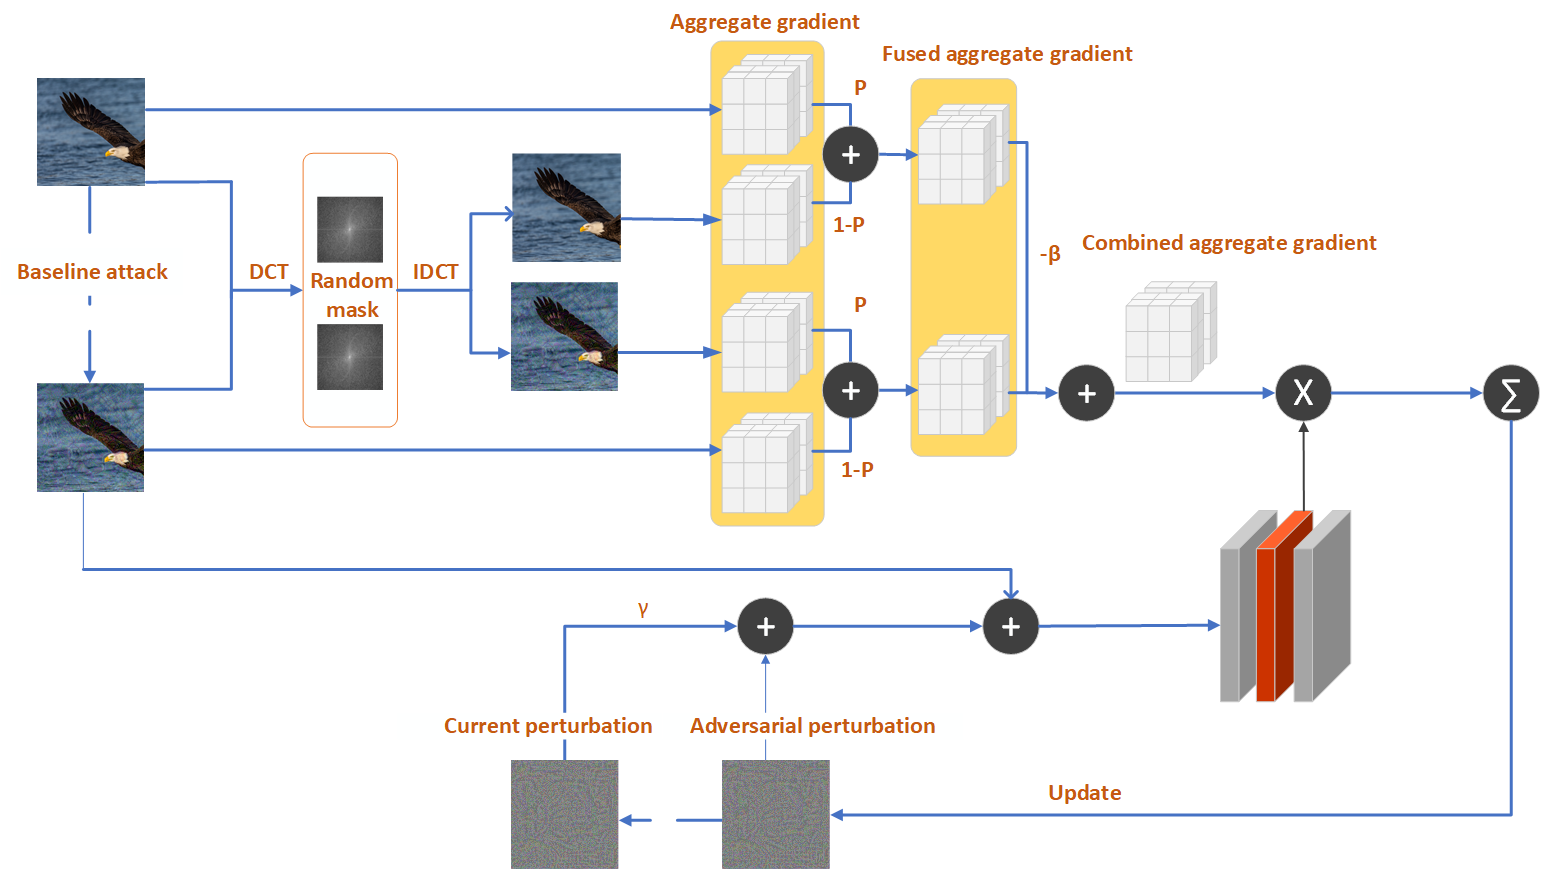 Aggregate gradient
Fused aggregate gradient
P
+
1-P
-β
Combined aggregate gradient
Baseline attack
DCT
Random
mask
IDCT
P
+
1-P
+
X
∑
γ
+
+
Current perturbation
Adversarial perturbation
Update